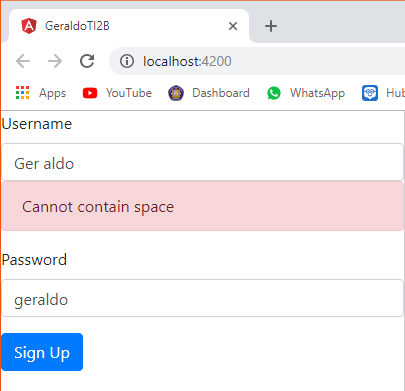 GeraldoTI2B
localhost:4200
Apps YouTube Dashboard WhatsApp Hub
Username
Ger aldo
Cannot contain space
Password
geraldo
Sign Up